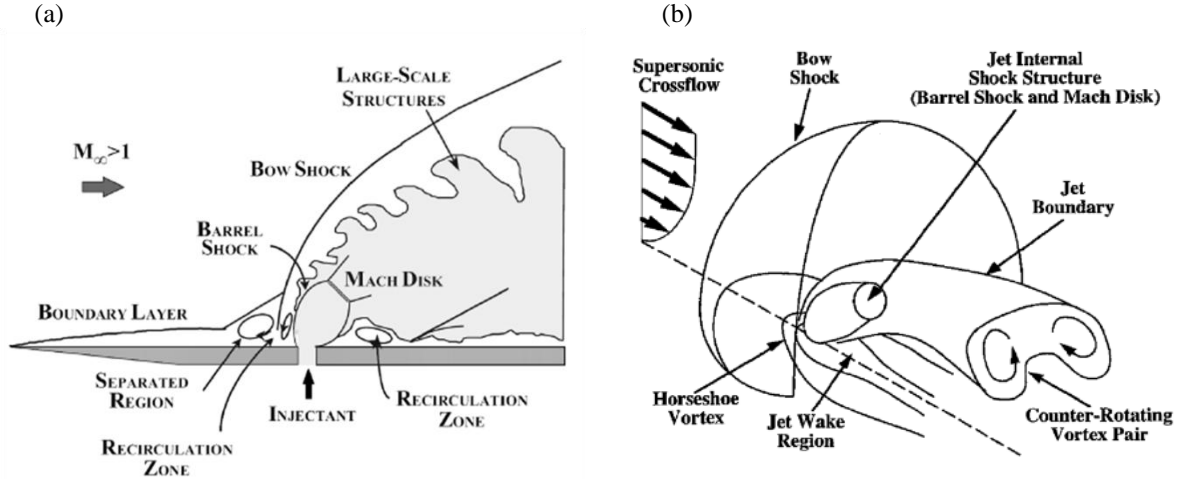 (a)
LARGE-SCALE
STRUCTURES
M∞>1
BOW SHOCK
BARREL
SHOCK
MACH DISK
BOUNDARY LAYER
SEPARATED
REGION
RECIRCULATION
ZONE
INJECTANT
RECIRCULATION
ZONE
(b)
Supersonic
Crossflow
Bow
Shock
Jet Internal
Shock Structure
(Barrel Shock and Mach Disk)
Jet
Boundary
Horseshoe
Vortex
Jet Wake
Region
Counter-Rotating
Vortex Pair